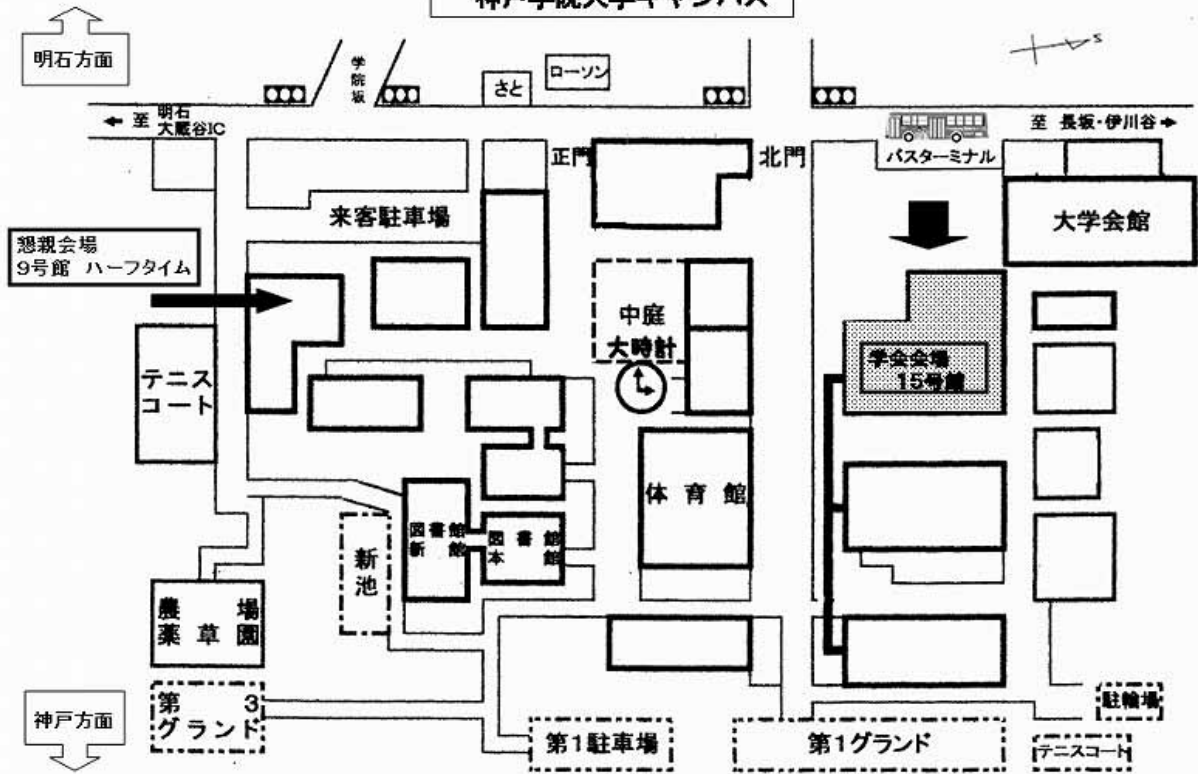 神戸学院大学キャンパス
明石方面
学院坂
さと
ローソン
S
← 至 明石
大蔵谷IC
正門
北門
バスターミナル
至 長坂・伊川谷 →
来客駐車場
大学会館
懇親会場
9号館 ハーフタイム
中庭
大時計
学会会場
15号館
テニス
コート
体育館
図書館
新館
図書館
本館
新池
農場
薬草園
第3
グランド
神戸方面
第1駐車場
第1グランド
駐輪場
テニスコート